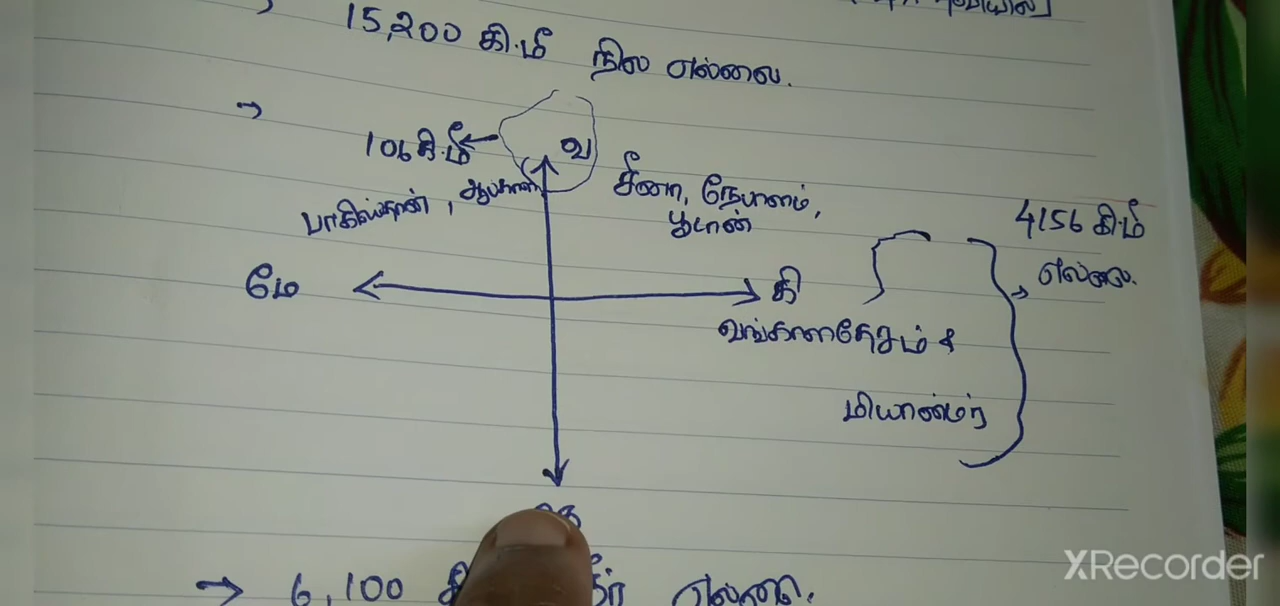 15,200 கி.மீ நில எல்லை.
106 கி.மீ வ
பாகிஸ்தான், ஆப்கான் சீனா, நேபாளம்,
பூடான்
4156 கி.மீ
எல்லை.
மே கி
வங்காளதேசம் &
மியான்மர்
6,100 எல்லை.
XRecorder